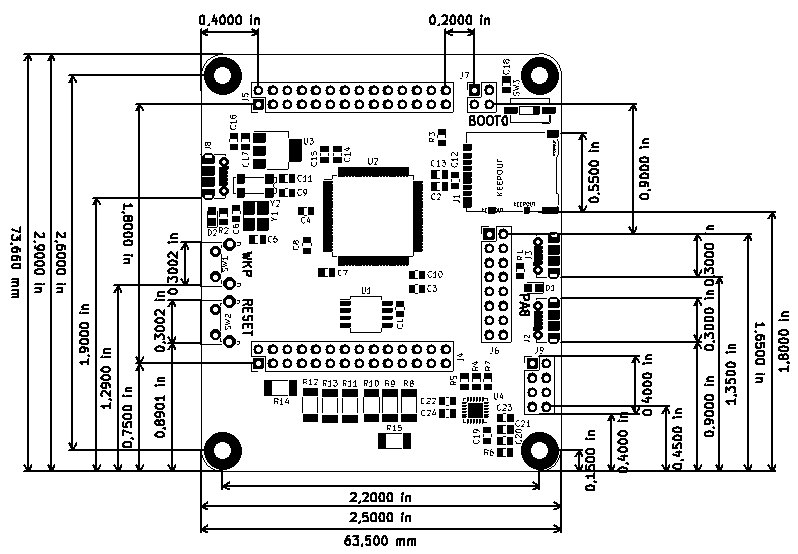 0,4000 in
0,2000 in
J7
C18
SW3
J5
BOOT0
C16
J8
U3
C17
C15
C14
U2
R3
C13
C12
C2
J1
KEEPOUT
KEEPOUT
0,5500 in
0,9000 in
C11
C9
D2
R2
C6
Y2
Y1
C4
C6
C8
C7
WKP
SW1
C10
C3
R1
J3
0,3000 in
73,660 mm
2,9000 in
2,6000 in
1,8000 in
1,9000 in
0,3002 in
RESET
SW2
U1
C1
D1
PA8
J2
J6
J9
0,3000 in
1,6500 in
1,8000 in
1,2900 in
0,3002 in
1,3500 in
J4
0,7500 in
0,8901 in
R14
R12
R13
R11
R10
R9
R8
R5
R4
R7
U4
C22
C24
C23
C21
C20
C19
R6
R15
0,4000 in
0,9000 in
0,4500 in
0,4000 in
0,1500 in
2,2000 in
2,5000 in
63,500 mm